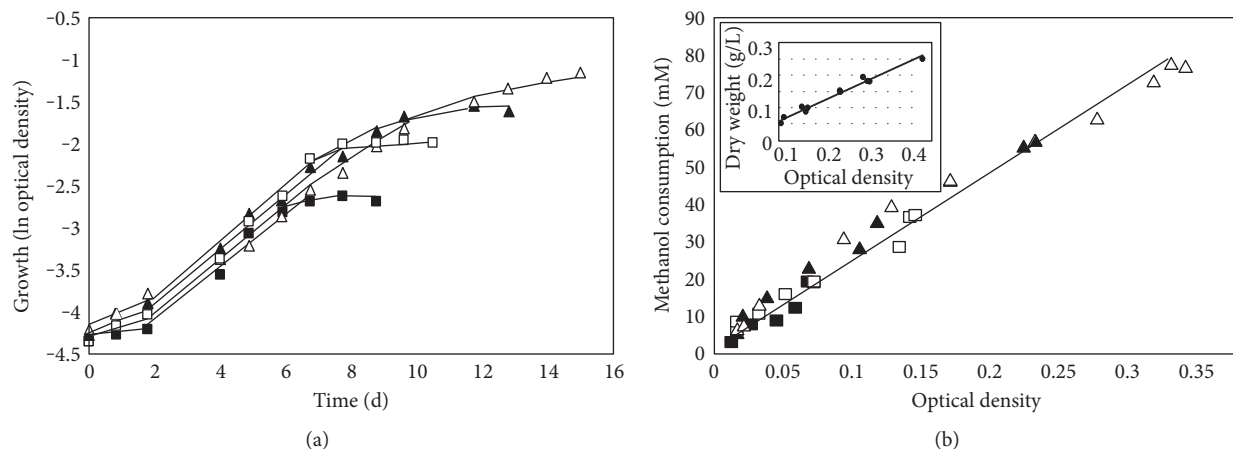 −0.5
−1
−1.5
−2
−2.5
−3
−3.5
−4
−4.5
Growth (ln optical density)
0 2 4 6 8 10 12 14 16
Time (d)
(a)
90
80
70
60
50
40
30
20
10
0
Methanol consumption (mM)
0.3
0.2
0.2
0.1
0.1
0
Dry weight (g/L)
0.1 0.2 0.3 0.4
Optical density
0 0.05 0.1 0.15 0.2 0.25 0.3 0.35
Optical density
(b)